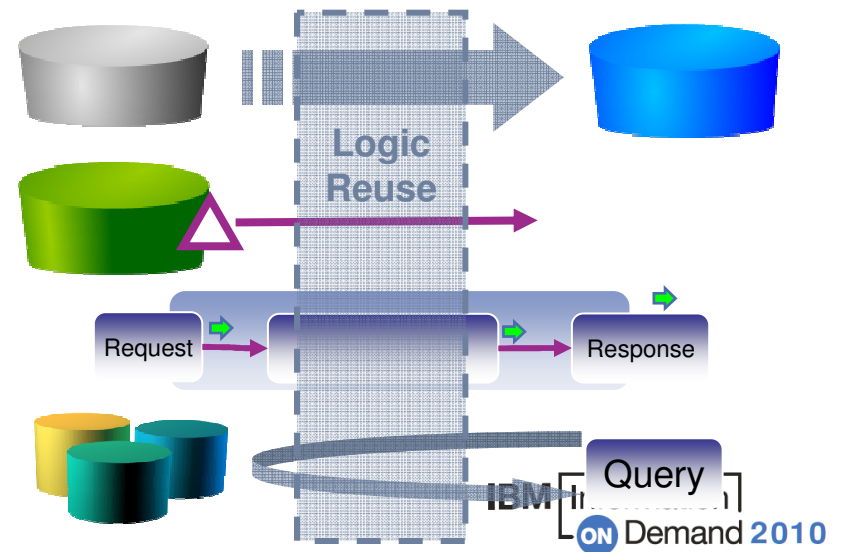 Logic
Reuse
Request
Response
Query
IBM
ON Demand 2010